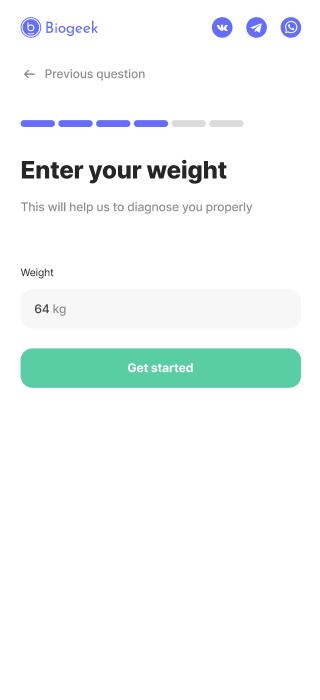 Biogeek
Previous question
Enter your weight
This will help us to diagnose you properly
Weight
64 kg
Get started